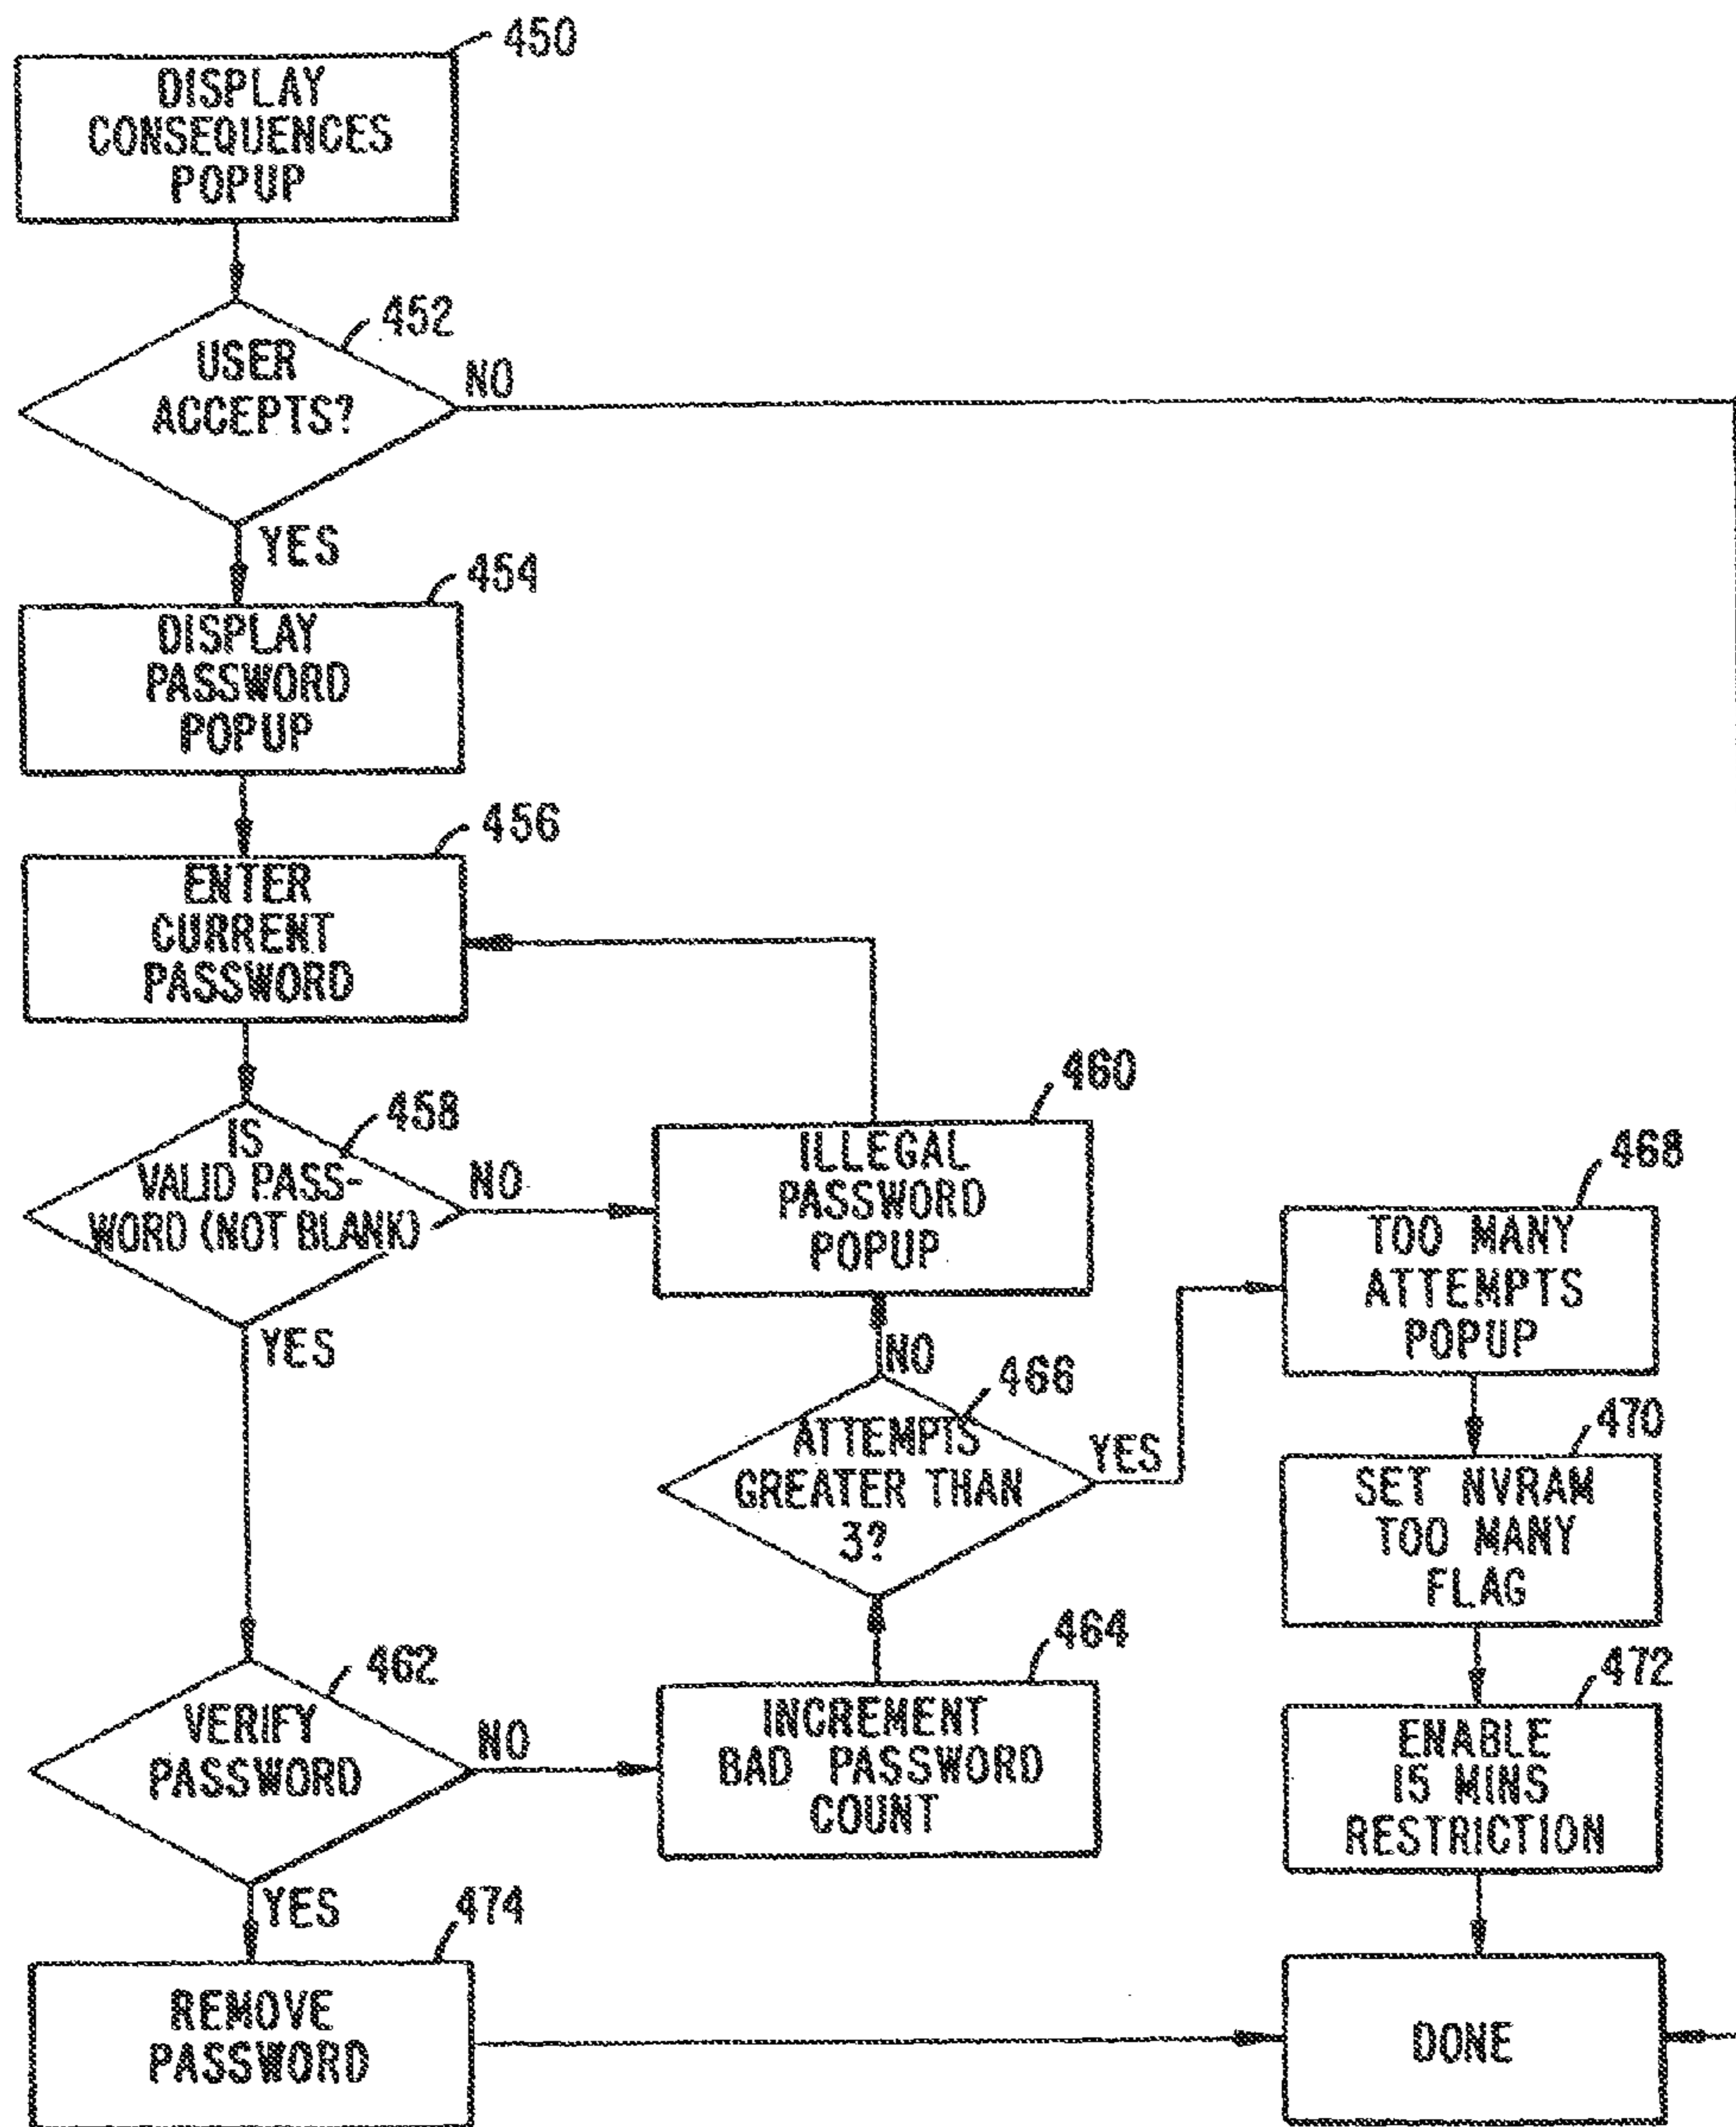 450
DISPLAY
CONSEQUENCES
POPUP
452
USER
ACCEPTS?
NO
YES
454
DISPLAY
PASSWORD
POPUP
456
ENTER
CURRENT
PASSWORD
458
IS
VALID PASS-
WORD (NOT BLANK)
NO
YES
460
ILLEGAL
PASSWORD
POPUP
462
VERIFY
PASSWORD
NO
YES
464
INCREMENT
BAD PASSWORD
COUNT
466
ATTEMPTS
GREATER THAN
3?
NO
YES
468
TOO MANY
ATTEMPTS
POPUP
470
SET NVRAM
TOO MANY
FLAG
472
ENABLE
15 MINS
RESTRICTION
474
REMOVE
PASSWORD
DONE